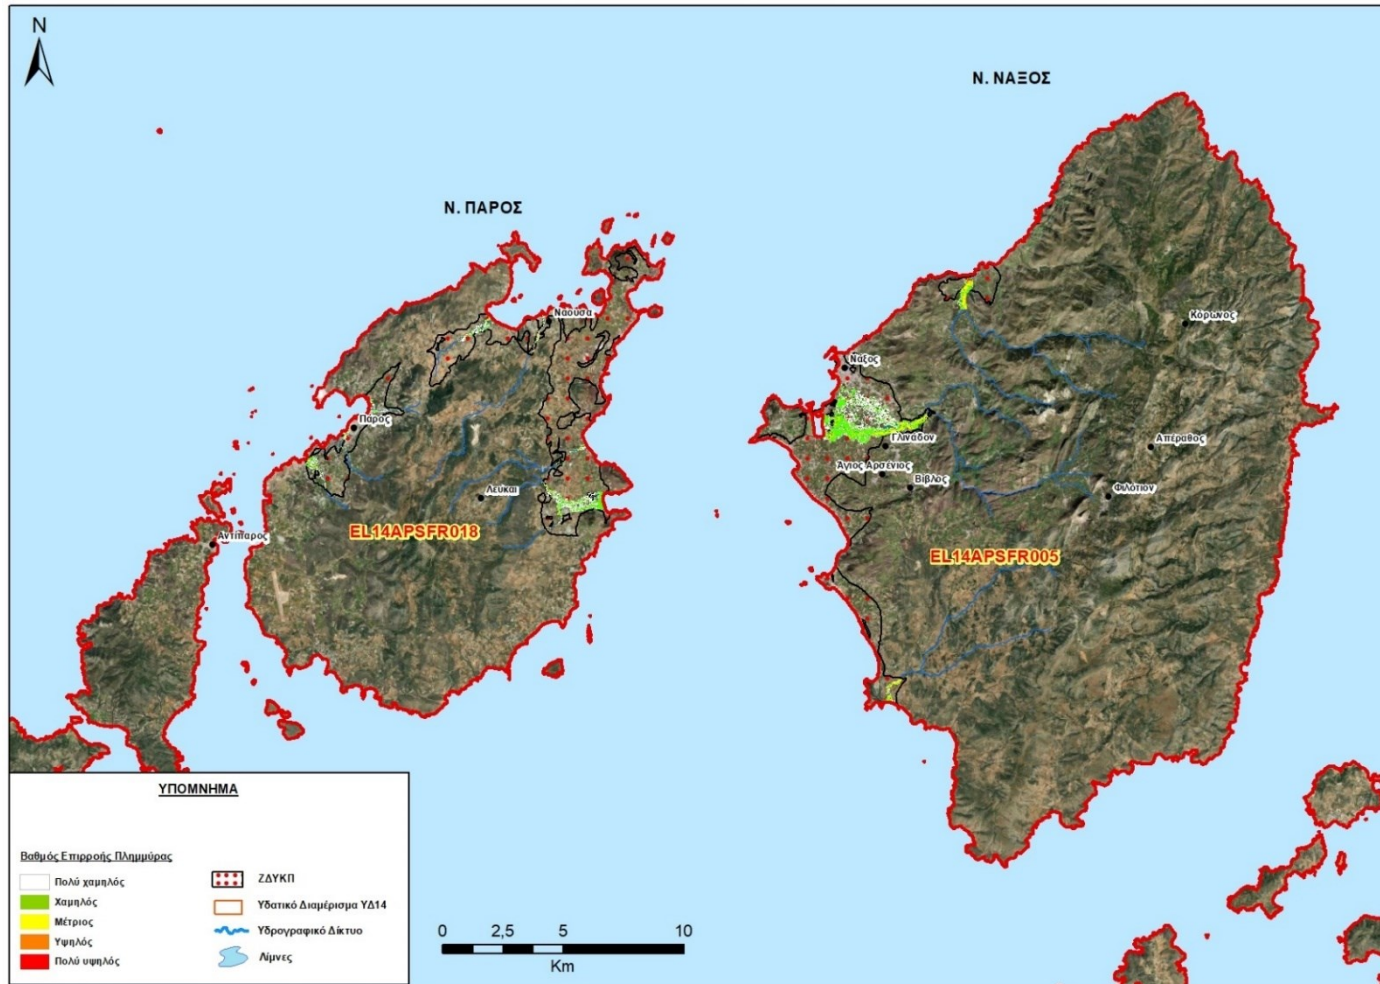 N
Ν. ΝΑΞΟΣ
Ν. ΠΑΡΟΣ
Νάουσα
Κόρωνος
Νάξος
Πάρος
Γλινάδον
Απέραθος
Άγιος Αρσένιος
Βίβλος
Φιλότιον
Λεύκαι
EL14APSFR018
Αντίπαρος
EL14APSFR005
ΥΠΟΜΝΗΜΑ
Βαθμός Επιρροής Πλημμύρας
Πολύ χαμηλός
Χαμηλός
Μέτριος
Υψηλός
Πολύ υψηλός
ΖΔΥΚΠ
Υδατικό Διαμέρισμα ΥΔ14
Υδρογραφικό Δίκτυο
Λίμνες
0 2,5 5 10
Km